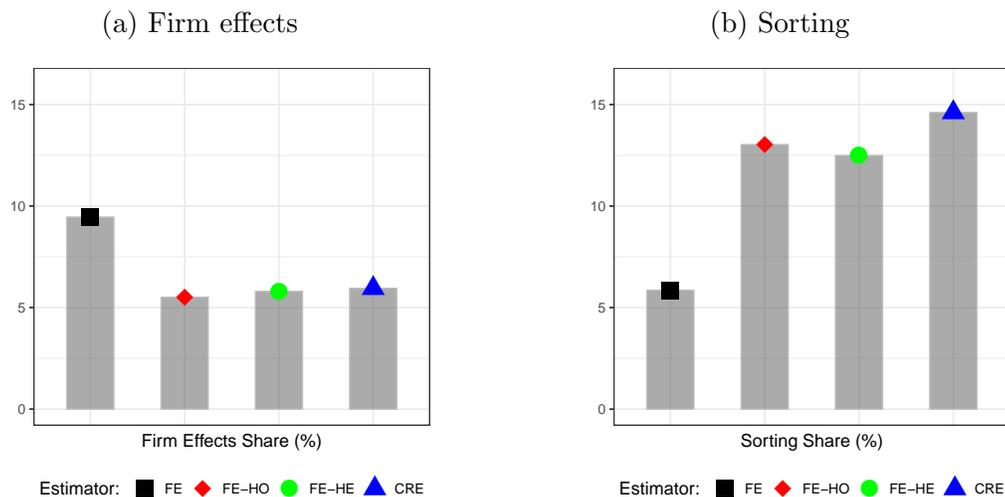 (a) Firm effects
15
10
5
0
Firm Effects Share (%)
Estimator: FE FE−HO FE−HE CRE
(b) Sorting
15
10
5
0
Sorting Share (%)
Estimator: FE FE−HO FE−HE CRE